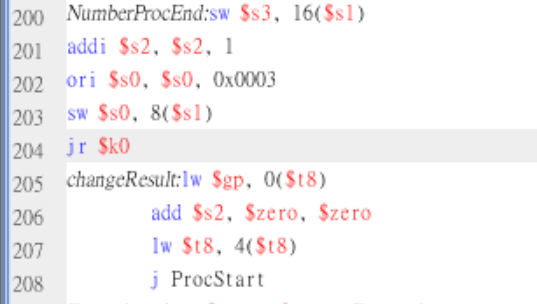 200 NumberProcEnd:sw $s3, 16($s1)
201 addi $s2, $s2, 1
202 ori $s0, $s0, 0x0003
203 sw $s0, 8($s1)
204 jr $k0
205 changeResult:lw $gp, 0($t8)
206 add $s2, $zero, $zero
207 lw $t8, 4($t8)
208 j ProcStart